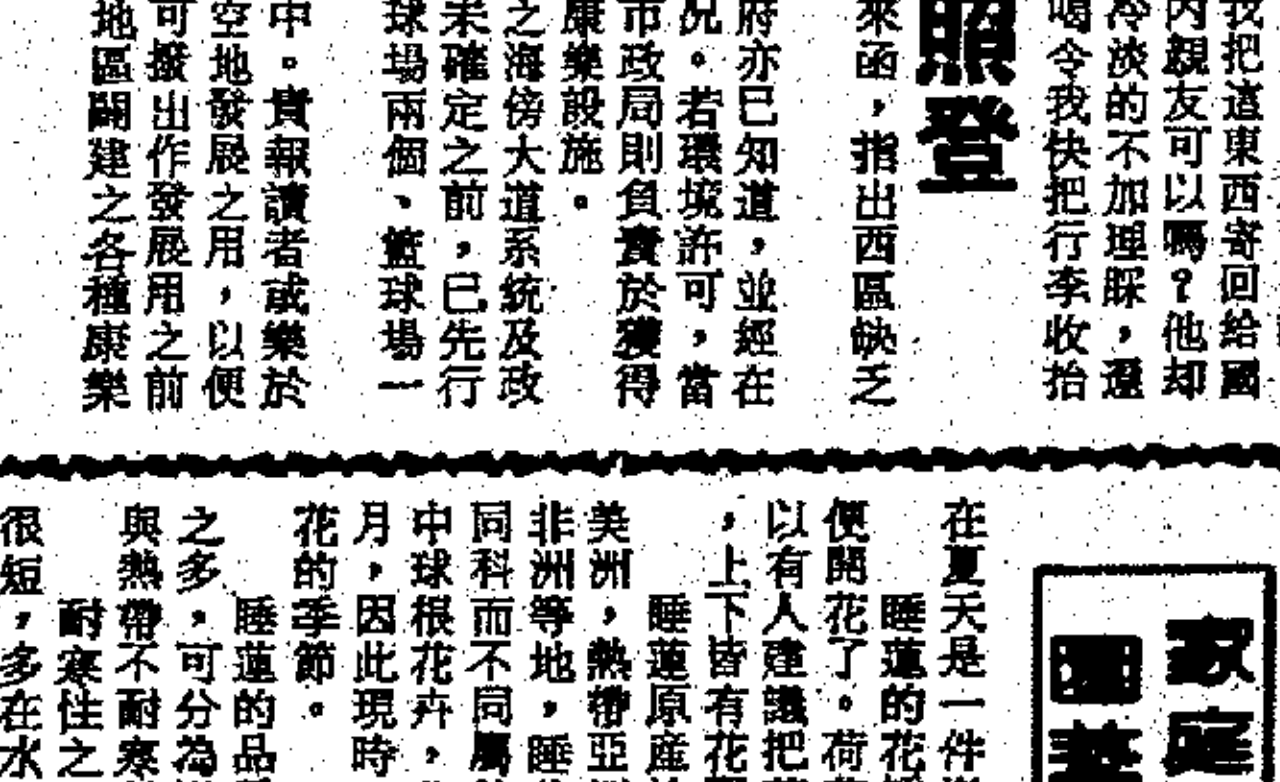 我把這東西寄回給國
內親友可以嗎？他却
冷淡的不加理睬，還
喝令我快把行李收拾
照登
來函，指出西區缺乏
府亦已知道，並經在
況。若環境許可，當
市政局則負責於獲得
康樂設施。
之海傍大道系統及政
未確定之前，已先行
球場兩個、籃球場一
中。貴報讀者或樂於
空地發展之用，以便
可撥出作發展用之前
地區闢建之各種康樂
家庭
園藝
在夏天是一件
睡蓮的花
便開花了。荷
以有人建議把
，上下皆有花
睡蓮原產
美洲，熱帶亞
非洲等地，睡
同科而不同屬
中球根花卉，
月，因此現時
花的季節。
睡蓮的品
之多，可分為
與熱帶不耐寒
耐寒性之
很短，多在水